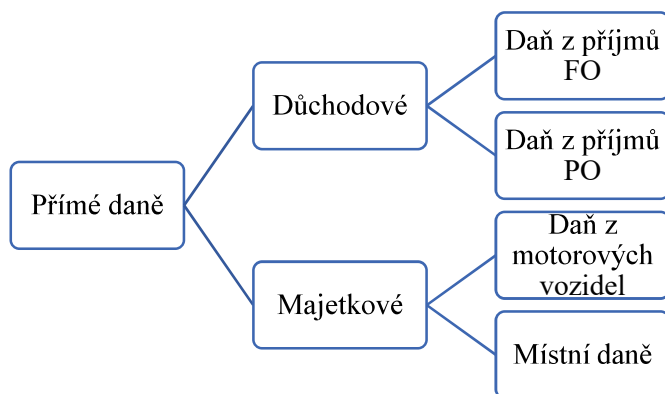 Daň z příjmů
FO
Důchodové
Daň z příjmů
PO
Přímé daně
Daň z
motorových
vozidel
Majetkové
Místní daně